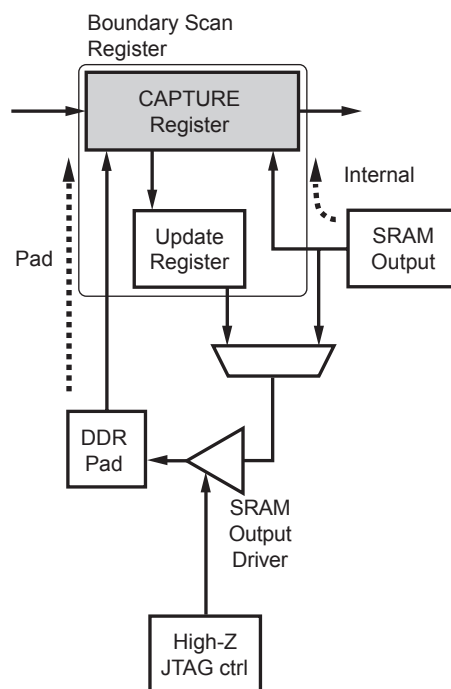 Boundary Scan
Register
CAPTURE
Register
Internal
Update
Register
SRAM
Output
Pad
DDR
Pad
SRAM
Output
Driver
High-Z
JTAG ctrl